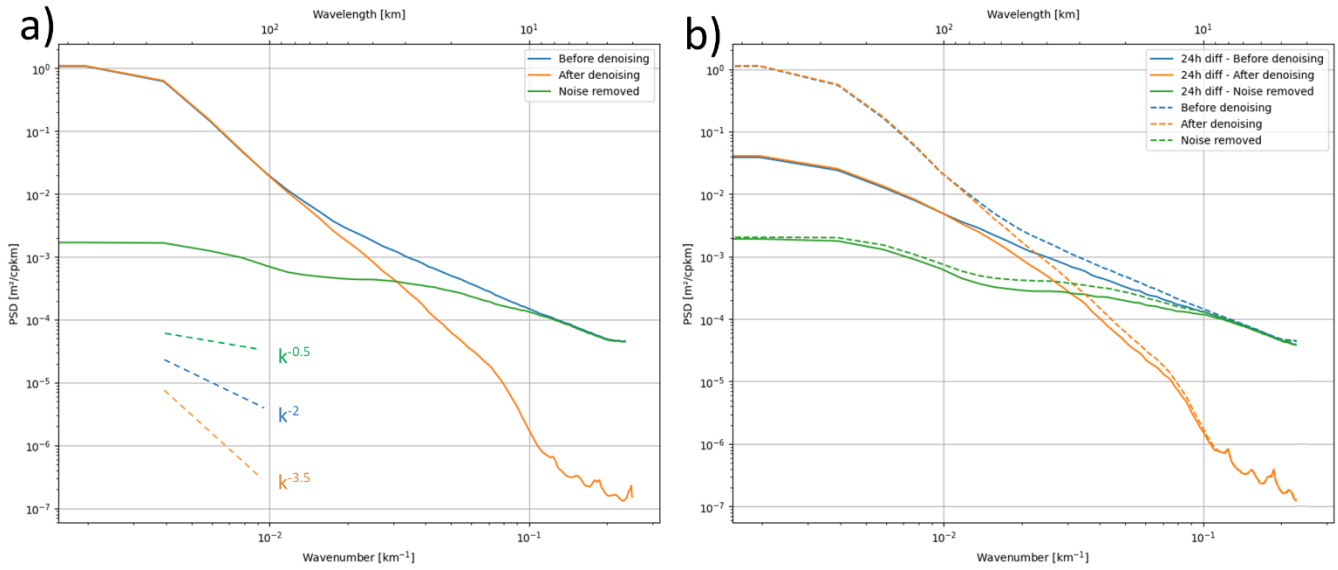 a)
Wavelength [km]
10² 10¹
Before denoising
After denoising
Noise removed
PSD [m²/cpkm]
10⁰
10⁻¹
10⁻²
10⁻³
10⁻⁴
10⁻⁵
10⁻⁶
10⁻⁷
k⁻⁰·⁵
k⁻²
k⁻³·⁵
10⁻² 10⁻¹
Wavenumber [km⁻¹]
b)
Wavelength [km]
10² 10¹
24h diff - Before denoising
24h diff - After denoising
24h diff - Noise removed
Before denoising
After denoising
Noise removed
PSD [m²/cpkm]
10⁰
10⁻¹
10⁻²
10⁻³
10⁻⁴
10⁻⁵
10⁻⁶
10⁻⁷
10⁻² 10⁻¹
Wavenumber [km⁻¹]